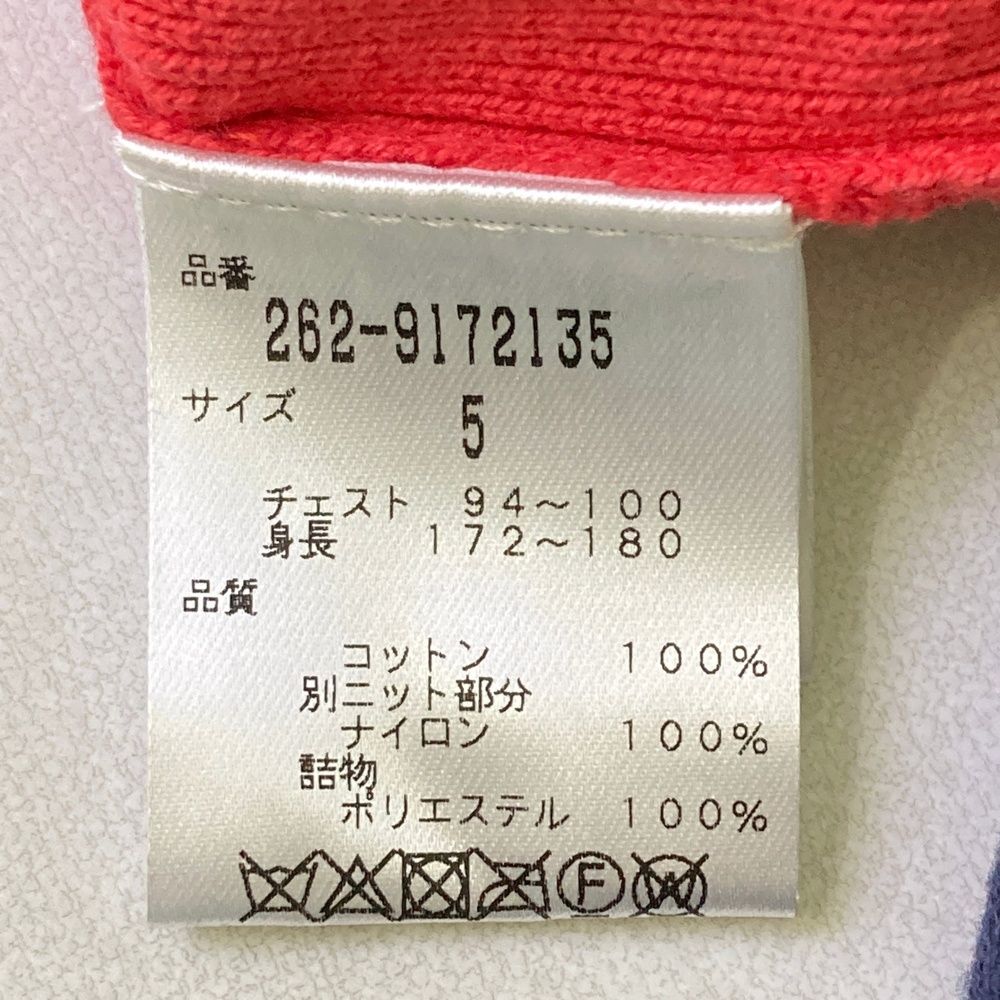 品番
262-9172135
サイズ 5
チェスト 94〜100
身長 172〜180
品質
コットン 100%
別ニット部分
ナイロン 100%
詰物
ポリエステル 100%
F W